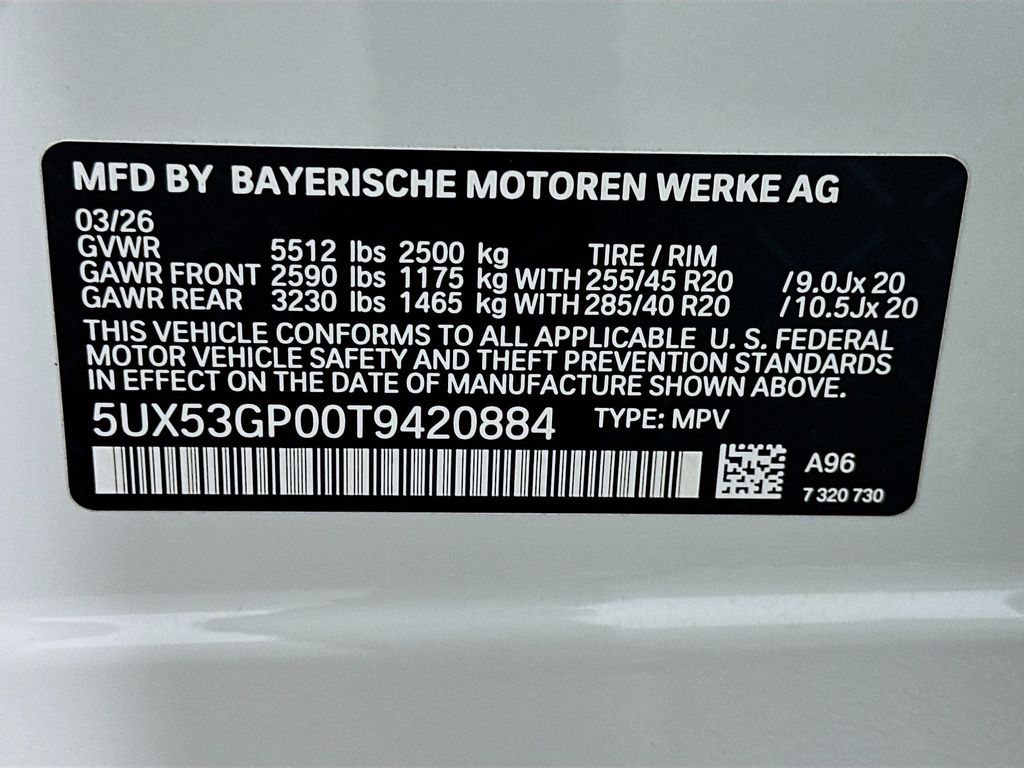 MFD BY BAYERISCHE MOTOREN WERKE AG
03/26
GVWR 5512 lbs 2500 kg TIRE / RIM
GAWR FRONT 2590 lbs 1175 kg WITH 255/45 R20 /9.0Jx 20
GAWR REAR 3230 lbs 1465 kg WITH 285/40 R20 /10.5Jx 20
THIS VEHICLE CONFORMS TO ALL APPLICABLE U. S. FEDERAL
MOTOR VEHICLE SAFETY AND THEFT PREVENTION STANDARDS
IN EFFECT ON THE DATE OF MANUFACTURE SHOWN ABOVE.
5UX53GP00T9420884 TYPE: MPV
A96
7 320 730